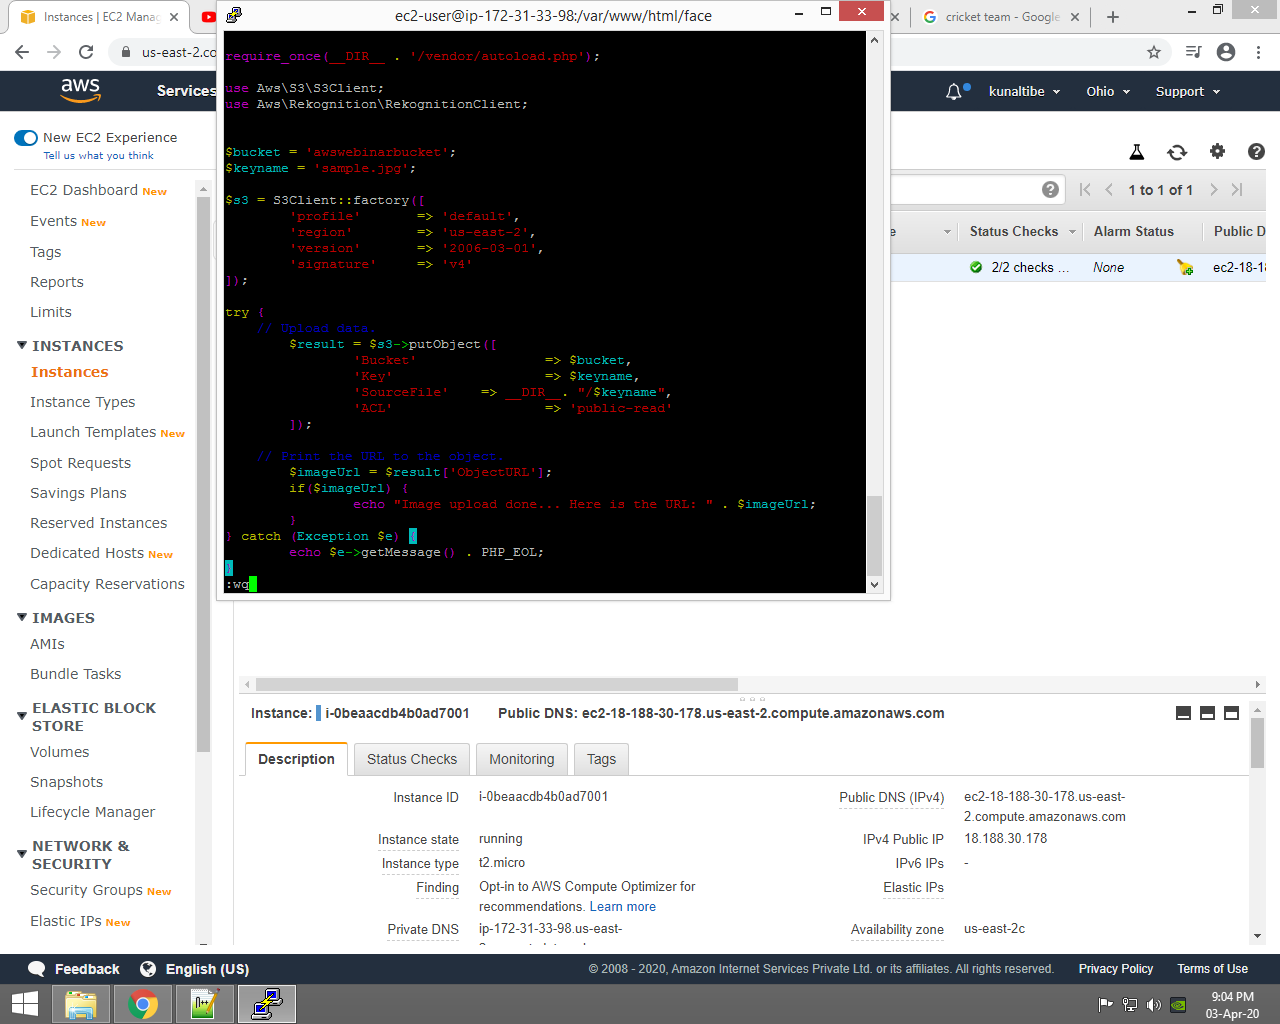 Instances | EC2 Manag
cricket team - Google
us-east-2.co
ec2-user@ip-172-31-33-98:/var/www/html/face
require_once(__DIR__ . '/vendor/autoload.php');
use Aws\S3\S3Client;
use Aws\Rekognition\RekognitionClient;
$bucket = 'awswebinarbucket';
$keyname = 'sample.jpg';
$s3 = S3Client::factory([
'profile' => 'default',
'region' => 'us-east-2',
'version' => '2006-03-01',
'signature' => 'v4'
]);
try {
// Upload data.
$result = $s3->putObject([
'Bucket' => $bucket,
'Key' => $keyname,
'SourceFile' => __DIR__. "/$keyname",
'ACL' => 'public-read'
]);
// Print the URL to the object.
$imageUrl = $result['ObjectURL'];
if($imageUrl) {
echo "Image upload done... Here is the URL: " . $imageUrl;
}
} catch (Exception $e) {
echo $e->getMessage() . PHP_EOL;
}
:wq
aws
Services
kunaltibe
Ohio
Support
New EC2 Experience
Tell us what you think
EC2 Dashboard New
Events New
Tags
Reports
Limits
INSTANCES
Instances
Instance Types
Launch Templates New
Spot Requests
Savings Plans
Reserved Instances
Dedicated Hosts New
Capacity Reservations
IMAGES
AMIs
Bundle Tasks
ELASTIC BLOCK
STORE
Volumes
Snapshots
Lifecycle Manager
NETWORK &
SECURITY
Security Groups New
Elastic IPs New
1 to 1 of 1
e Status Checks Alarm Status Public D
2/2 checks ... None ec2-18-18
Instance: i-0beaacdb4b0ad7001 Public DNS: ec2-18-188-30-178.us-east-2.compute.amazonaws.com
Description Status Checks Monitoring Tags
Instance ID i-0beaacdb4b0ad7001
Public DNS (IPv4) ec2-18-188-30-178.us-east-
2.compute.amazonaws.com
Instance state running
IPv4 Public IP 18.188.30.178
Instance type t2.micro
IPv6 IPs -
Finding Opt-in to AWS Compute Optimizer for
recommendations. Learn more
Elastic IPs
Private DNS ip-172-31-33-98.us-east-
Availability zone us-east-2c
Feedback English (US)
© 2008 - 2020, Amazon Internet Services Private Ltd. or its affiliates. All rights reserved. Privacy Policy Terms of Use
9:04 PM
03-Apr-20